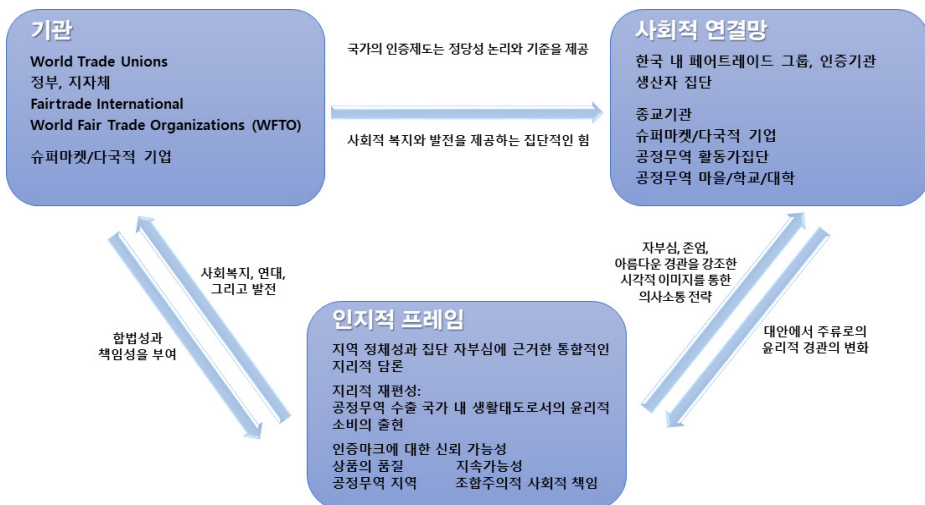 기관
World Trade Unions
정부, 지자체
Fairtrade International
World Fair Trade Organizations (WFTO)
슈퍼마켓/다국적 기업
국가의 인증제도는 정당성 논리와 기준을 제공
사회적 복지와 발전을 제공하는 집단적인 힘
사회적 연결망
한국 내 페어트레이드 그룹, 인증기관
생산자 집단
종교기관
슈퍼마켓/다국적 기업
공정무역 활동가집단
공정무역 마을/학교/대학
사회복지, 연대,
그리고 발전
합법성과
책임성을 부여
자부심, 존엄,
아름다운 경관을 강조한
시각적 이미지를 통한
의사소통 전략
대안에서 주류로의
윤리적 경관의 변화
인지적 프레임
지역 정체성과 집단 자부심에 근거한 통합적인
지리적 담론
지리적 재편성:
공정무역 수출 국가 내 생활태도로서의 윤리적
소비의 출현
인증마크에 대한 신뢰 가능성
상품의 품질 지속가능성
공정무역 지역 조합주의적 사회적 책임